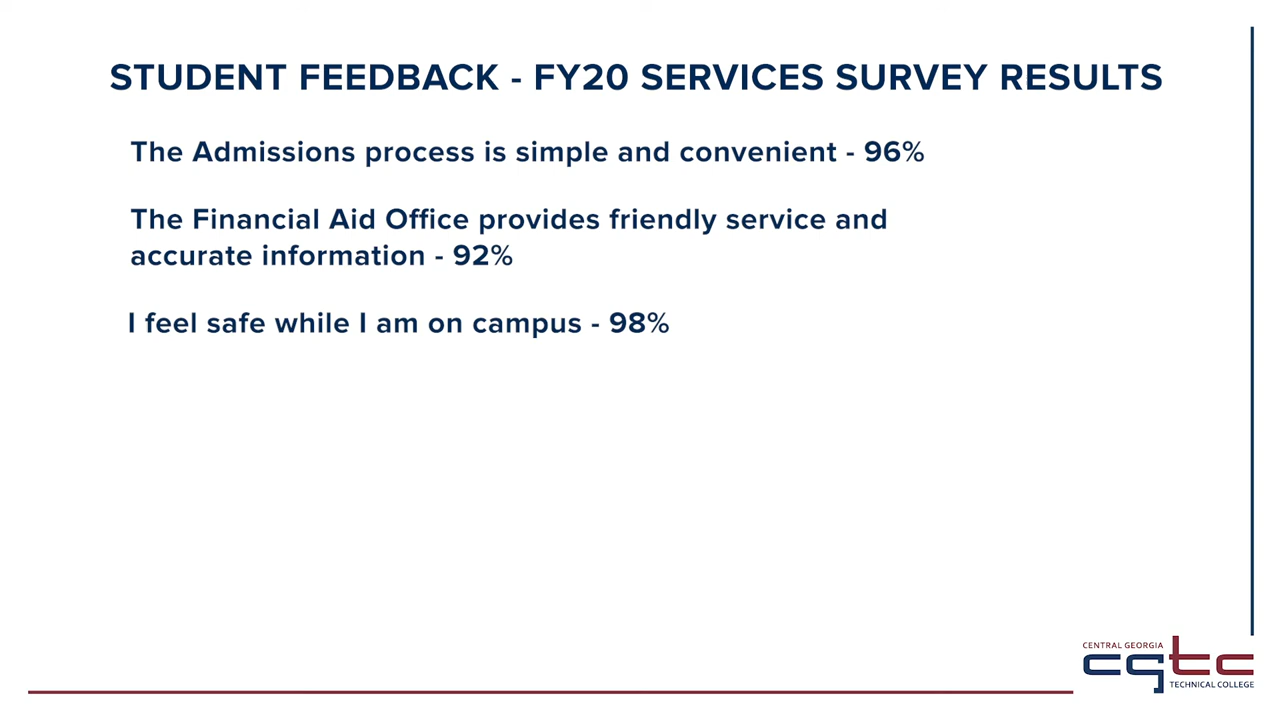 STUDENT FEEDBACK - FY20 SERVICES SURVEY RESULTS
The Admissions process is simple and convenient - 96%
The Financial Aid Office provides friendly service and
accurate information - 92%
I feel safe while I am on campus - 98%
CENTRAL GEORGIA
cgtc
TECHNICAL COLLEGE